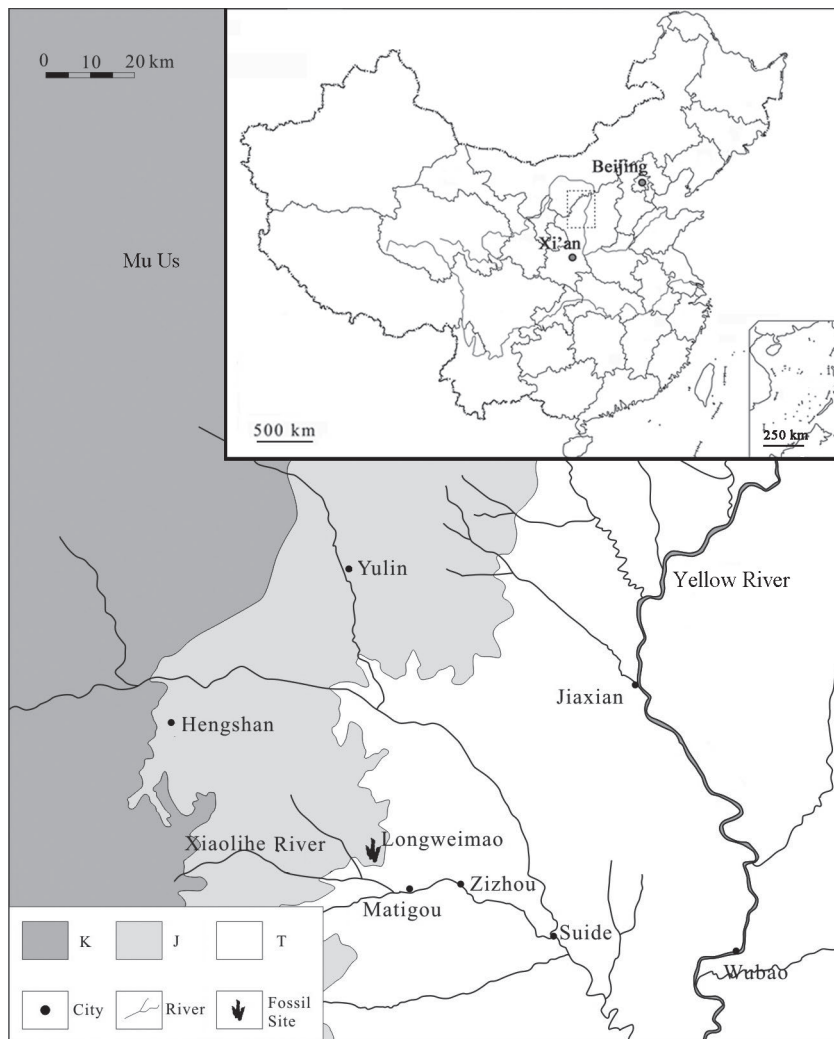 0 10 20 km
Mu Us
Beijing
Xi'an
500 km
250 km
Yulin
Yellow River
Jiaxian
Hengshan
Xiaolihe River
Longweimao
Zizhou
Matigou
Suide
Wubao
K J T
City River Fossil
Site